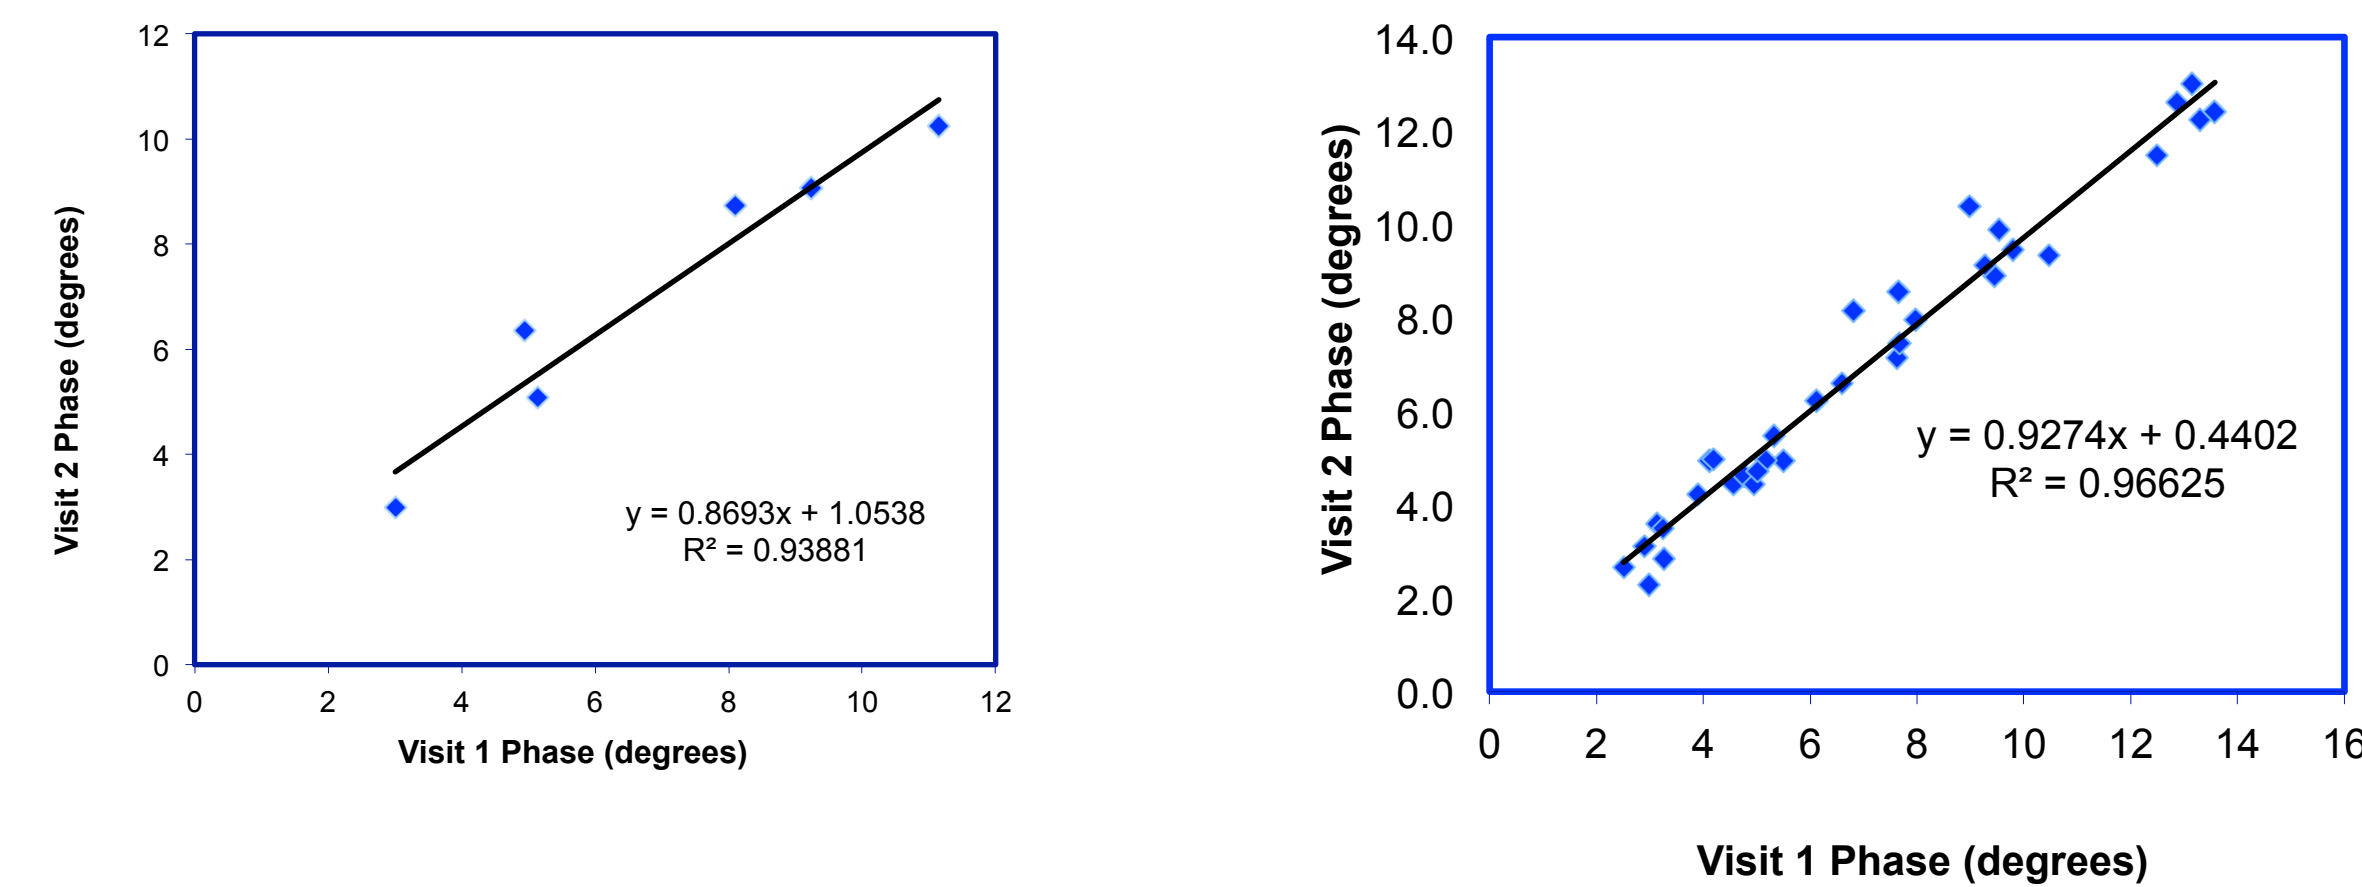 12
10
8
6
4
2
0
0 2 4 6 8 10 12
Visit 2 Phase (degrees)
Visit 1 Phase (degrees)
y = 0.8693x + 1.0538
R² = 0.93881
14.0
12.0
10.0
8.0
6.0
4.0
2.0
0.0
0 2 4 6 8 10 12 14 16
Visit 2 Phase (degrees)
Visit 1 Phase (degrees)
y = 0.9274x + 0.4402
R² = 0.96625